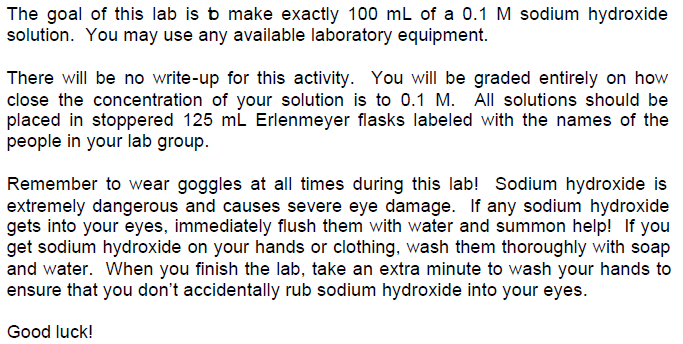 The goal of this lab is to make exactly 100 mL of a 0.1 M sodium hydroxide
solution. You may use any available laboratory equipment.
There will be no write-up for this activity. You will be graded entirely on how
close the concentration of your solution is to 0.1 M. All solutions should be
placed in stoppered 125 mL Erlenmeyer flasks labeled with the names of the
people in your lab group.
Remember to wear goggles at all times during this lab! Sodium hydroxide is
extremely dangerous and causes severe eye damage. If any sodium hydroxide
gets into your eyes, immediately flush them with water and summon help! If you
get sodium hydroxide on your hands or clothing, wash them thoroughly with soap
and water. When you finish the lab, take an extra minute to wash your hands to
ensure that you don't accidentally rub sodium hydroxide into your eyes.
Good luck!